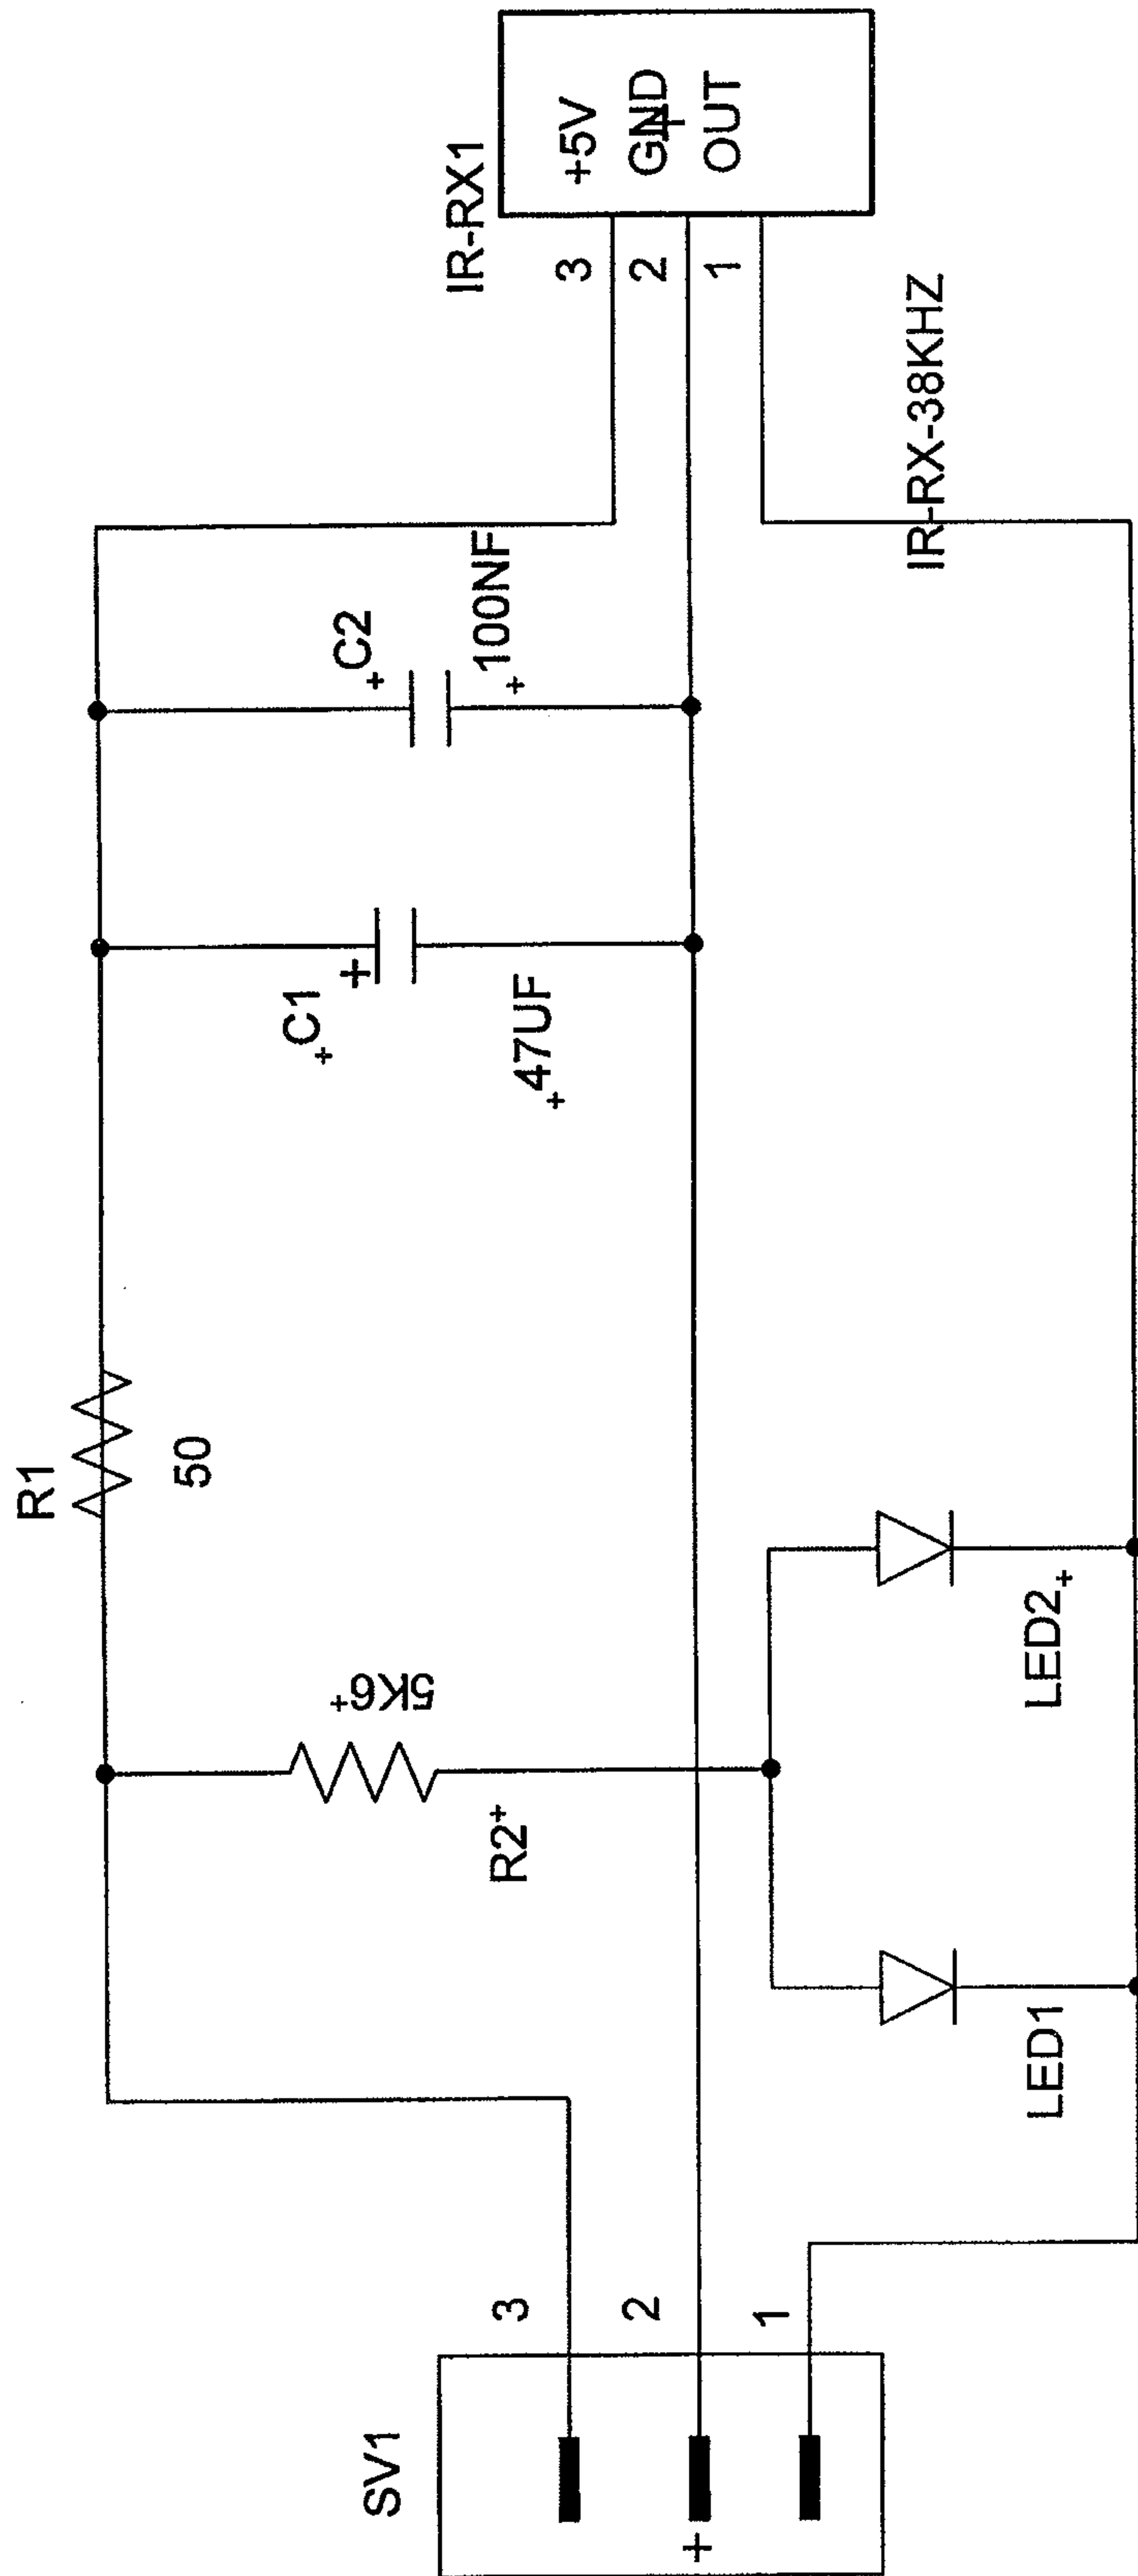 R1
50
5K6
R2
C1
47UF
C2
100NF
IR-RX1
+5V
GND
OUT
3
2
1
IR-RX-38KHZ
SV1
3
2
1
LED1
LED2